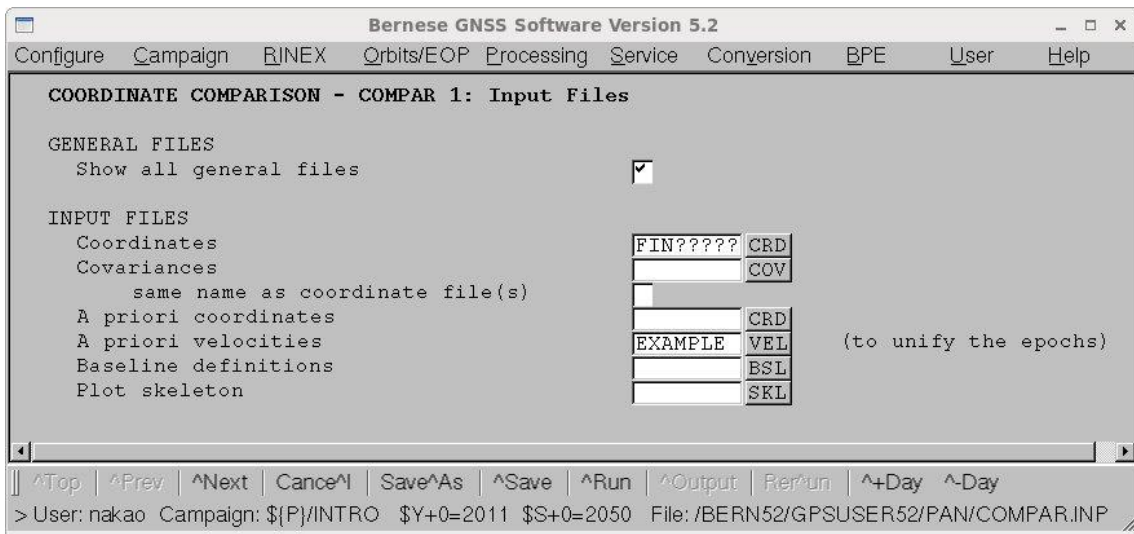 Bernese GNSS Software Version 5.2
Configure Campaign RINEX Orbits/EOP Processing Service Conversion BPE User Help
COORDINATE COMPARISON - COMPAR 1: Input Files
GENERAL FILES
Show all general files
INPUT FILES
Coordinates FIN????? CRD
Covariances COV
same name as coordinate file(s)
A priori coordinates CRD
A priori velocities EXAMPLE VEL (to unify the epochs)
Baseline definitions BSL
Plot skeleton SKL
^Top | ^Prev | ^Next | Cance^l | Save^As | ^Save | ^Run | ^Output | Rer^un | ^+Day ^-Day
> User: nakao Campaign: ${P}/INTRO $Y+0=2011 $S+0=2050 File: /BERN52/GPSUSER52/PAN/COMPAR.INP